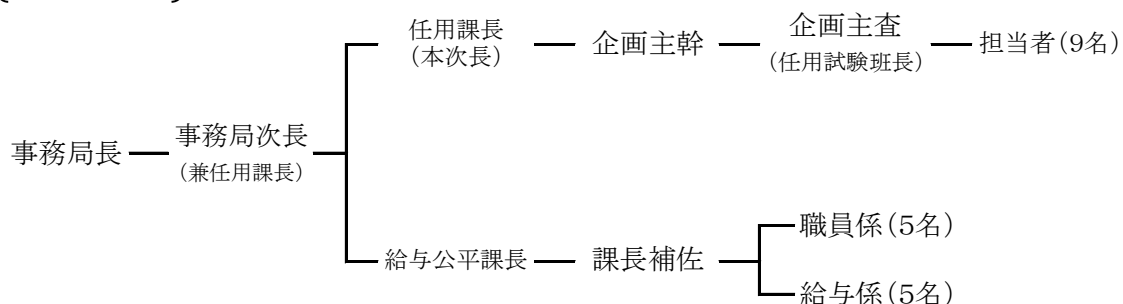 任用課長
(本次長)
企画主幹
企画主査
(任用試験班長)
担当者(9名)
事務局長
事務局次長
(兼任用課長)
給与公平課長
課長補佐
職員係(5名)
給与係(5名)